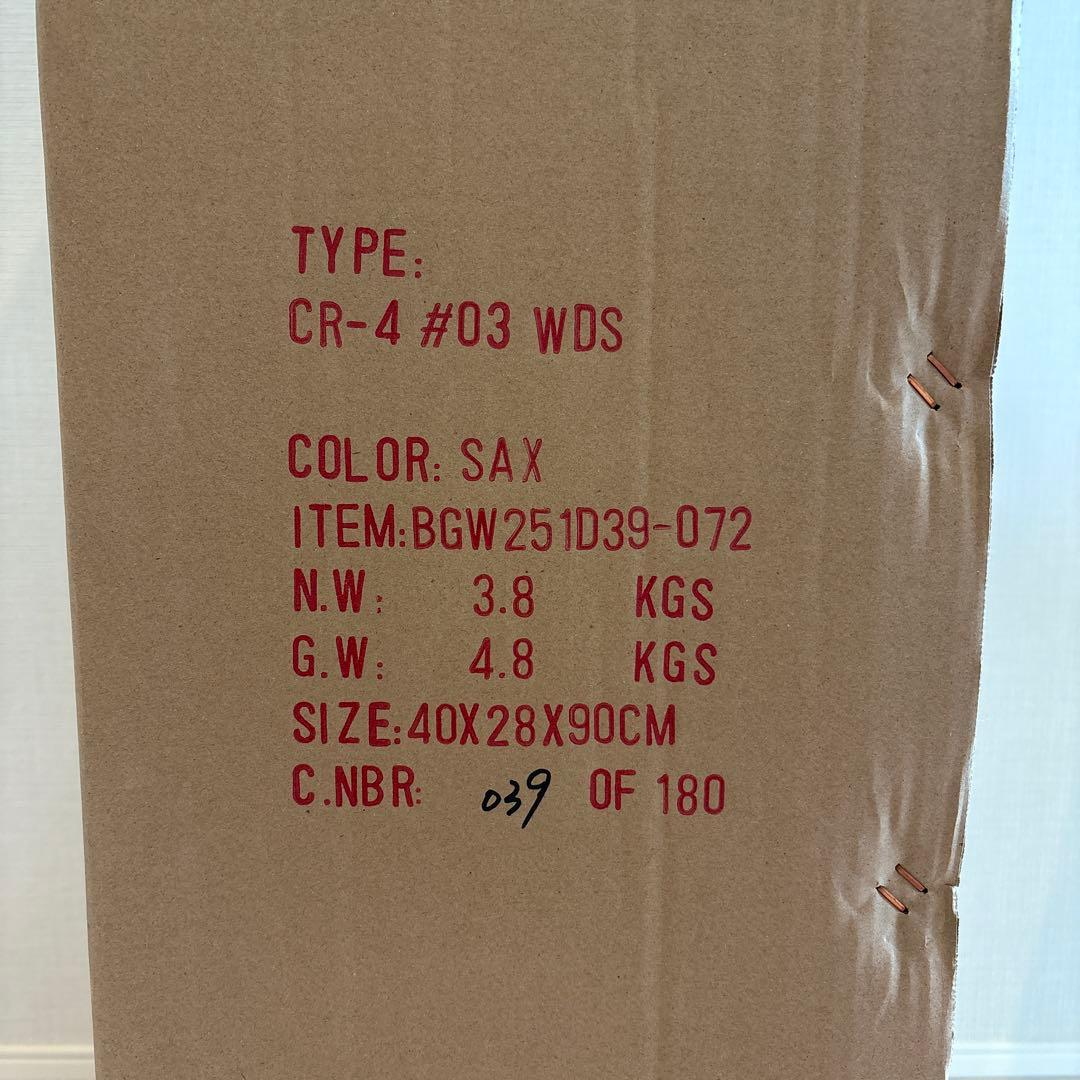 TYPE:
CR-4 #03 WDS
COLOR: SAX
ITEM:BGW251D39-072
N.W: 3.8 KGS
G.W: 4.8 KGS
SIZE:40X28X90CM
C.NBR: 039 OF 180